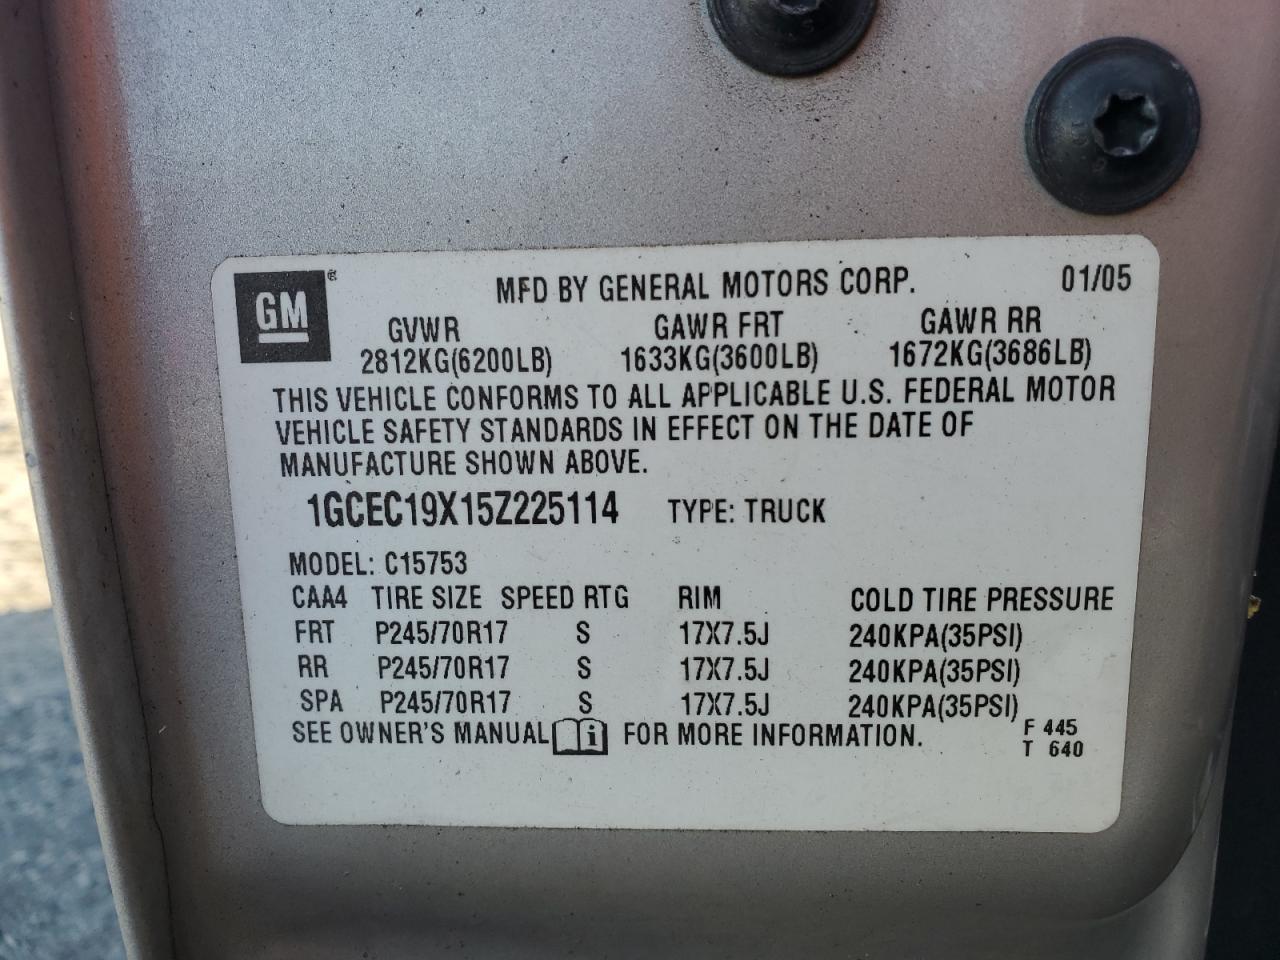 GM®
MFD BY GENERAL MOTORS CORP. 01/05
GVWR GAWR FRT GAWR RR
2812KG(6200LB) 1633KG(3600LB) 1672KG(3686LB)
THIS VEHICLE CONFORMS TO ALL APPLICABLE U.S. FEDERAL MOTOR
VEHICLE SAFETY STANDARDS IN EFFECT ON THE DATE OF
MANUFACTURE SHOWN ABOVE.
1GCEC19X15Z225114 TYPE: TRUCK
MODEL: C15753
CAA4 TIRE SIZE SPEED RTG RIM COLD TIRE PRESSURE
FRT P245/70R17 S 17X7.5J 240KPA(35PSI)
RR P245/70R17 S 17X7.5J 240KPA(35PSI)
SPA P245/70R17 S 17X7.5J 240KPA(35PSI)
SEE OWNER'S MANUAL i FOR MORE INFORMATION. F 445
T 640